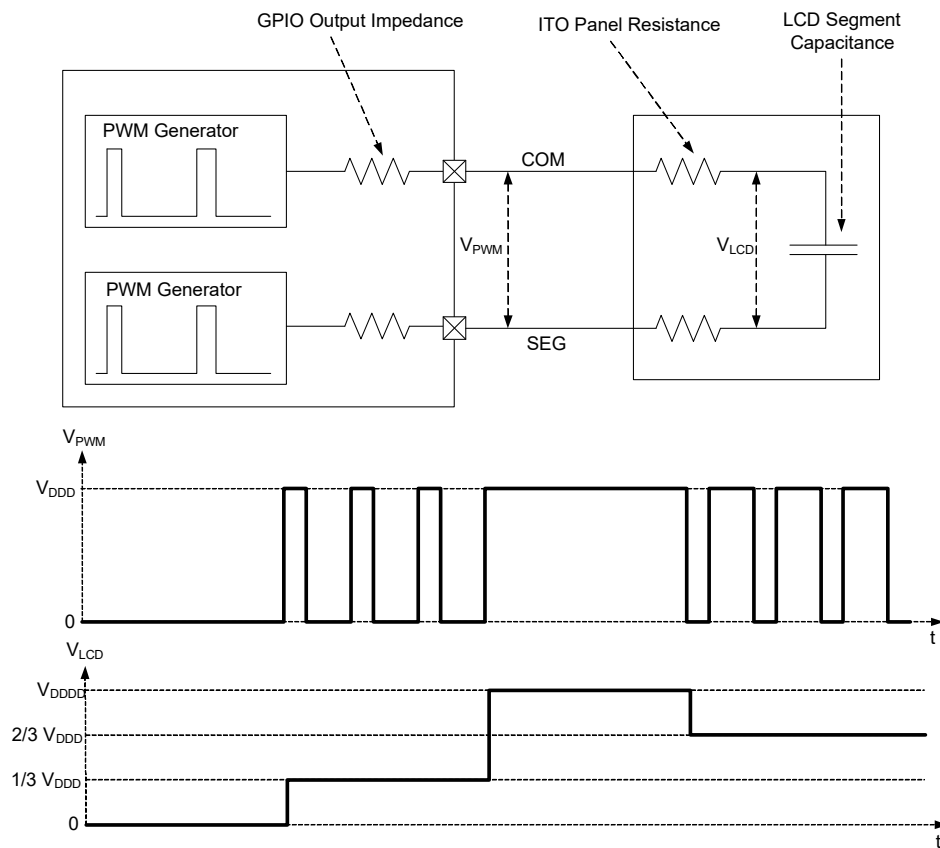 GPIO Output Impedance
ITO Panel Resistance
LCD Segment
Capacitance
PWM Generator
COM
VPWM
VLCD
PWM Generator
SEG
VPWM
VDDD
0
t
VLCD
VDDDD
2/3 VDDD
1/3 VDDD
0
t